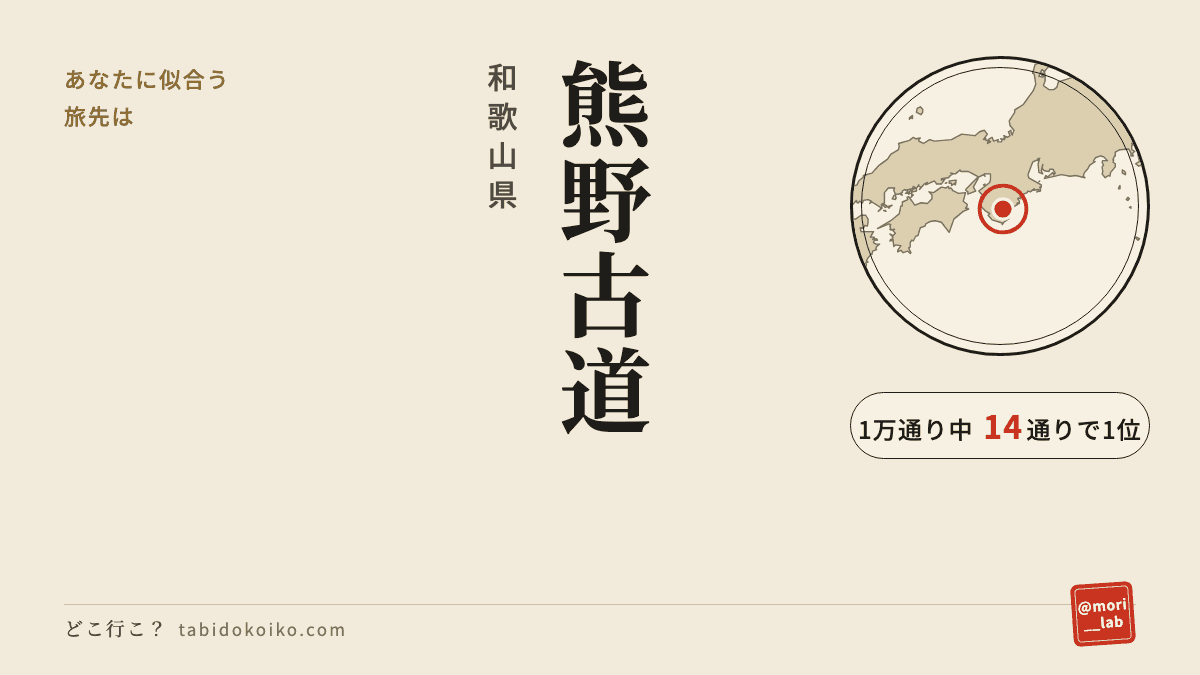 あなたに似合う
旅先は
熊野古道
和歌山県
1万通り中 14通りで1位
どこ行こ? tabidokoiko.com
@mori
__lab